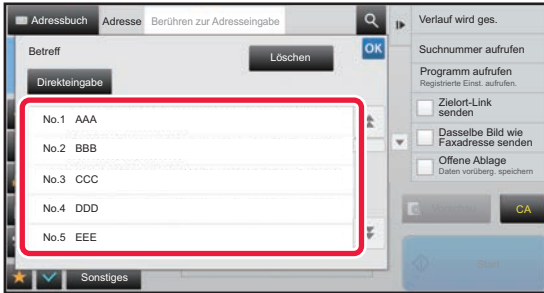 Adressbuch
Adresse
Berühren zur Adresseingabe
Betreff
Löschen
OK
Direkteingabe
No.1 AAA
No.2 BBB
No.3 CCC
No.4 DDD
No.5 EEE
Sonstiges
Verlauf wird ges.
Suchnummer aufrufen
Programm aufrufen
Registrierte Einst. aufrufen.
Zielort-Link
senden
Dasselbe Bild wie
Faxadresse senden
Offene Ablage
Daten vorüberg. speichern
CA